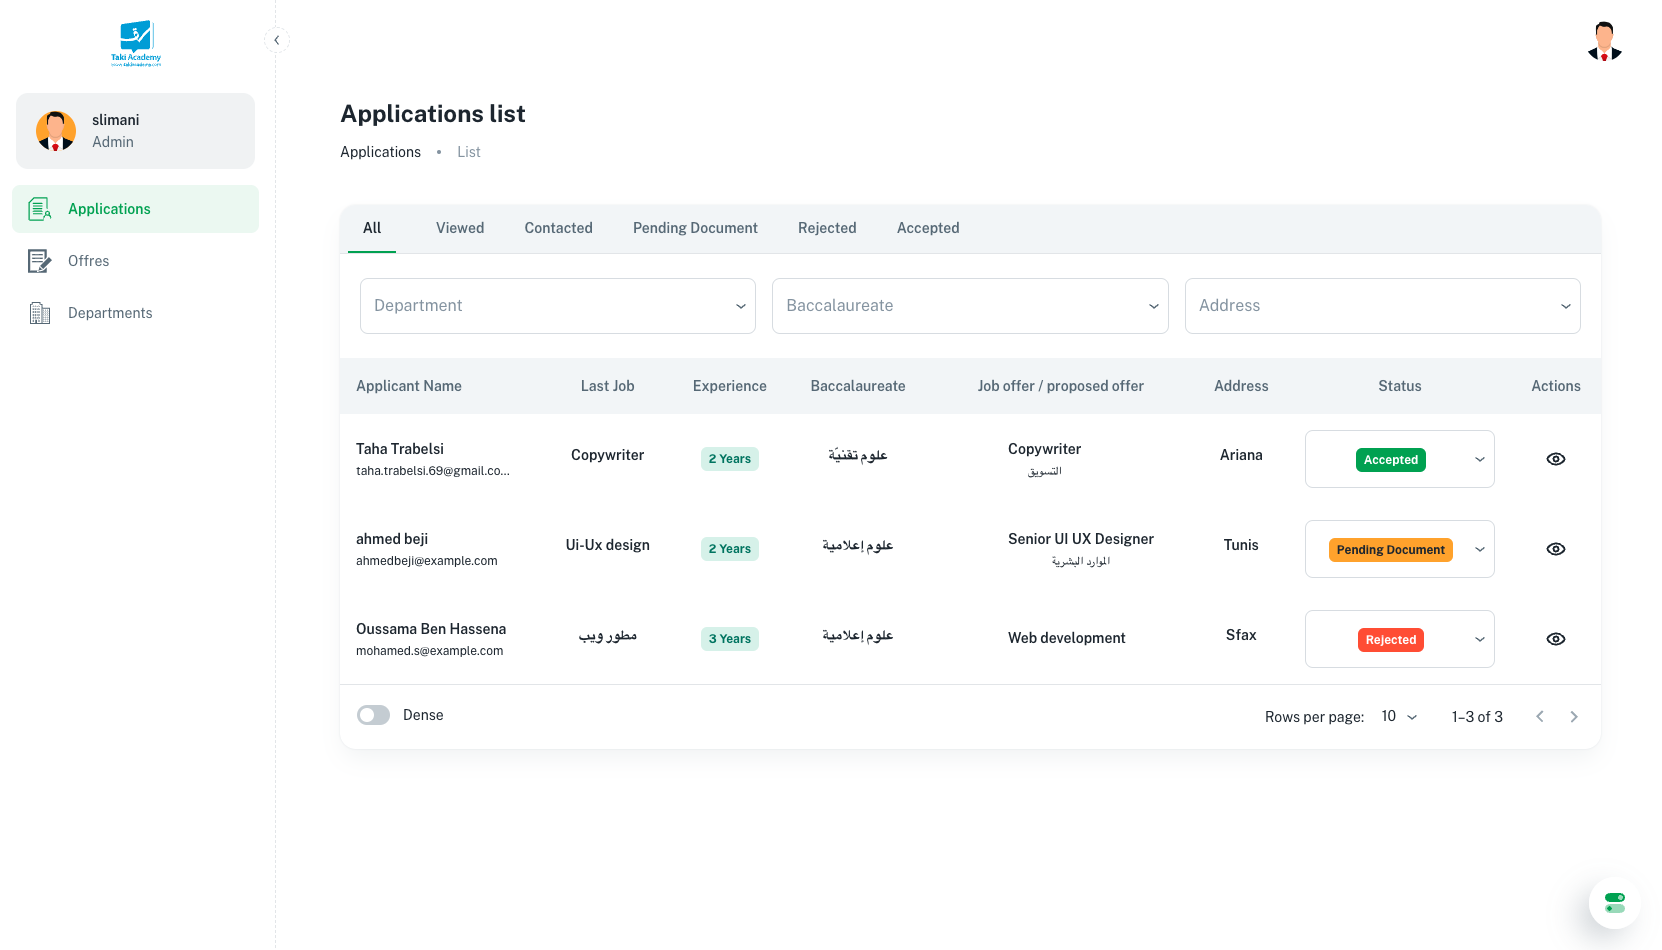 Taki Academy
www.takiacademy.com
slimani
Admin
Applications
Offres
Departments
Applications list
Applications • List
All Viewed Contacted Pending Document Rejected Accepted
Department Baccalaureate Address
Applicant Name Last Job Experience Baccalaureate Job offer / proposed offer Address Status Actions
Taha Trabelsi
taha.trabelsi.69@gmail.co...
Copywriter
2 Years
علوم تقنيّة
Copywriter
التسويق
Ariana
Accepted
ahmed beji
ahmedbeji@example.com
Ui-Ux design
2 Years
علوم إعلامية
Senior UI UX Designer
الموارد البشرية
Tunis
Pending Document
Oussama Ben Hassena
mohamed.s@example.com
مطور ويب
3 Years
علوم إعلامية
Web development
Sfax
Rejected
Dense
Rows per page: 10 1–3 of 3